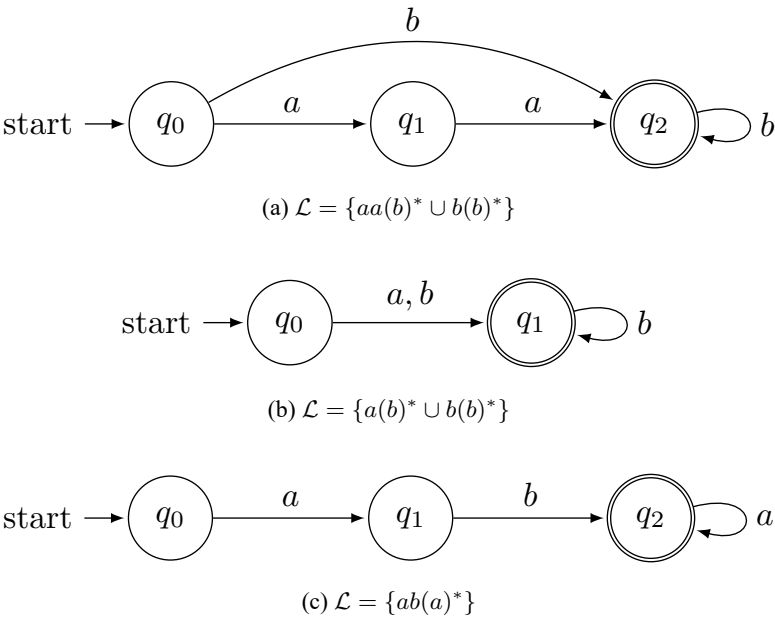 b
start q₀ a q₁ a q₂ b
(a) ℒ = {aa(b)* ∪ b(b)*}
start q₀ a, b q₁ b
(b) ℒ = {a(b)* ∪ b(b)*}
start q₀ a q₁ b q₂ a
(c) ℒ = {ab(a)*}